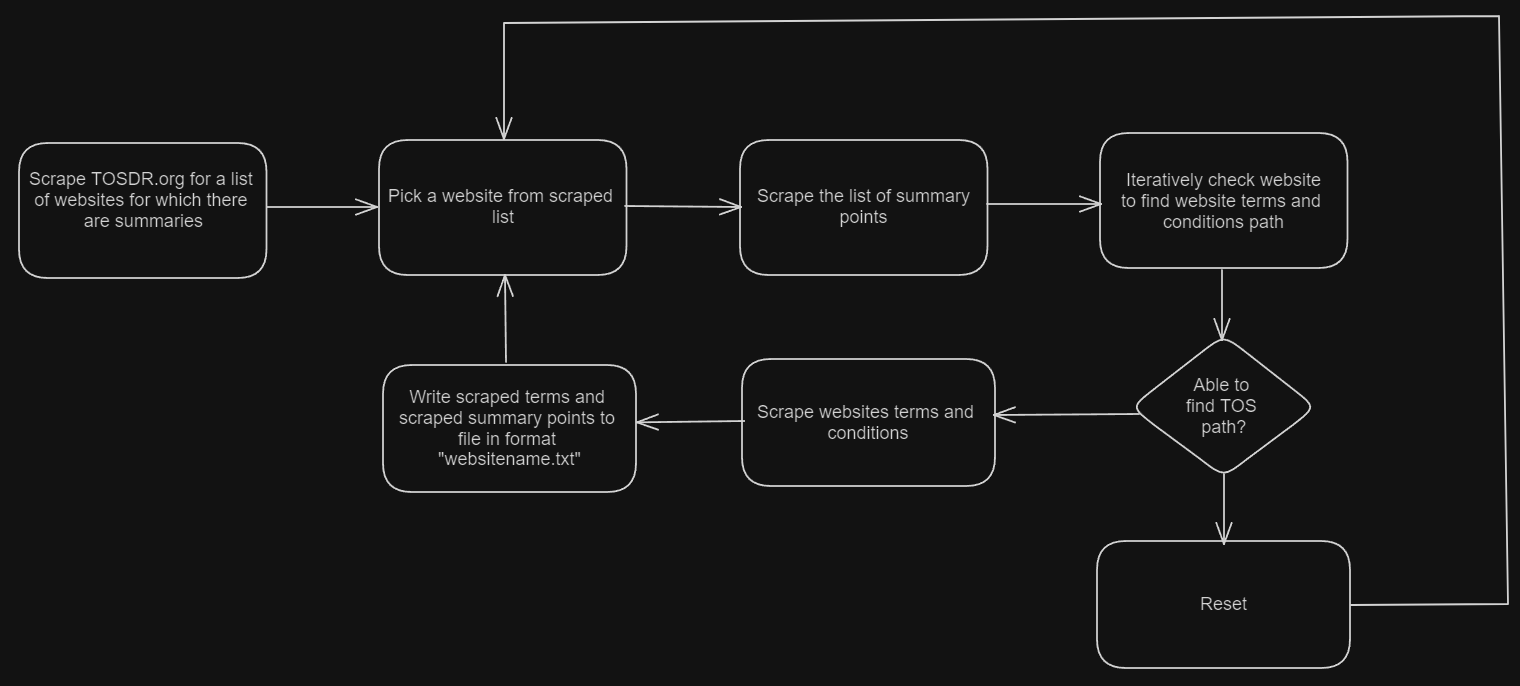 Scrape TOSDR.org for a list
of websites for which there
are summaries
Pick a website from scraped
list
Scrape the list of summary
points
Iteratively check website
to find website terms and
conditions path
Able to
find TOS
path?
Scrape websites terms and
conditions
Write scraped terms and
scraped summary points to
file in format
"websitename.txt"
Reset